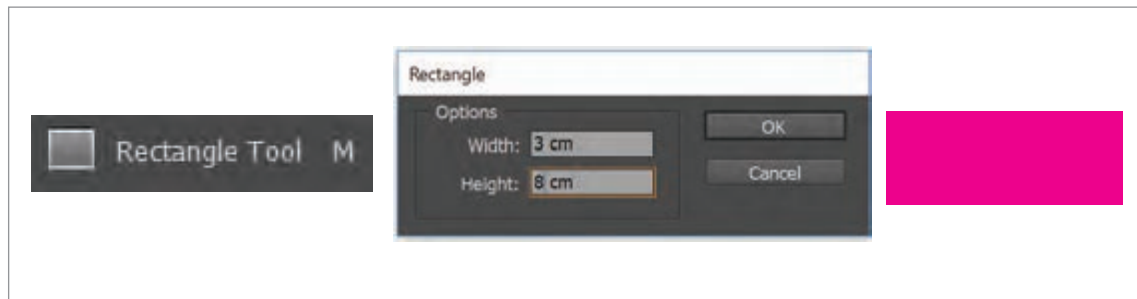 Rectangle Tool M
Rectangle
Options
Width: 3 cm
Height: 8 cm
OK
Cancel